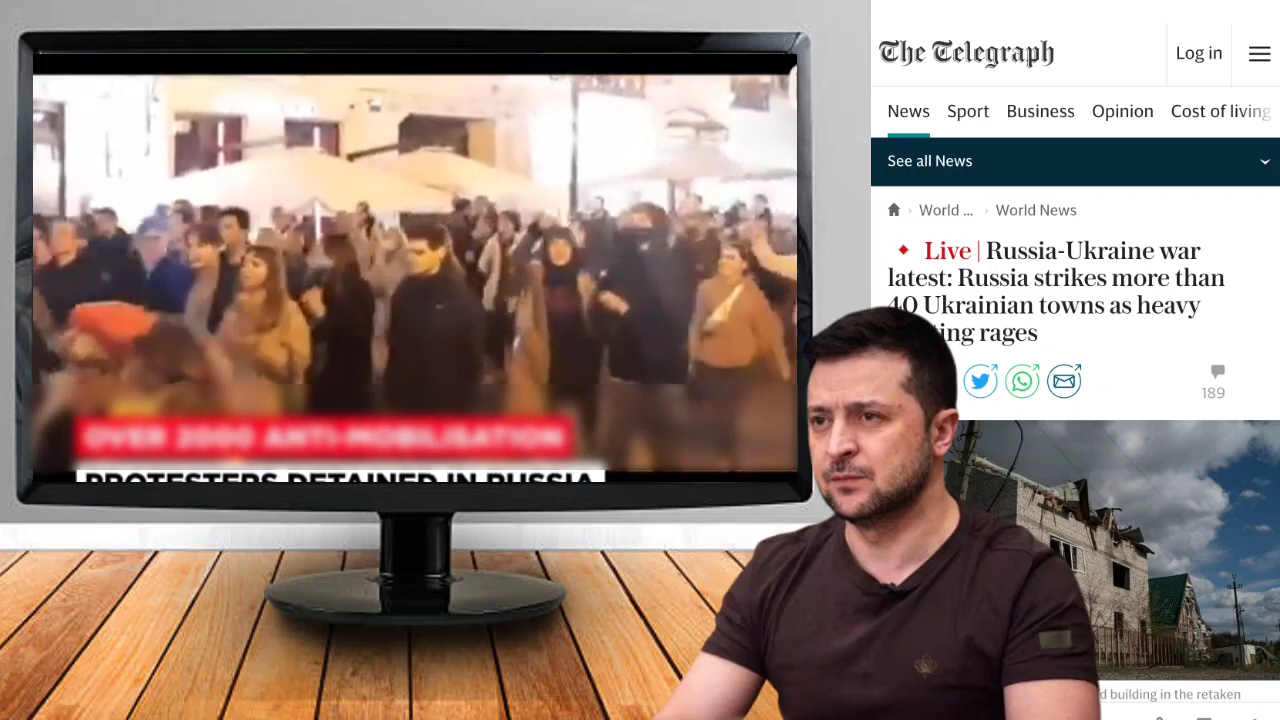 OVER 2000 ANTI-MOBILISATION
PROTESTERS DETAINED IN RUSSIA
The Telegraph
Log in
News Sport Business Opinion Cost of living
See all News
World ... World News
Live | Russia-Ukraine war
latest: Russia strikes more than
40 Ukrainian towns as heavy
rages
189
building in the retaken